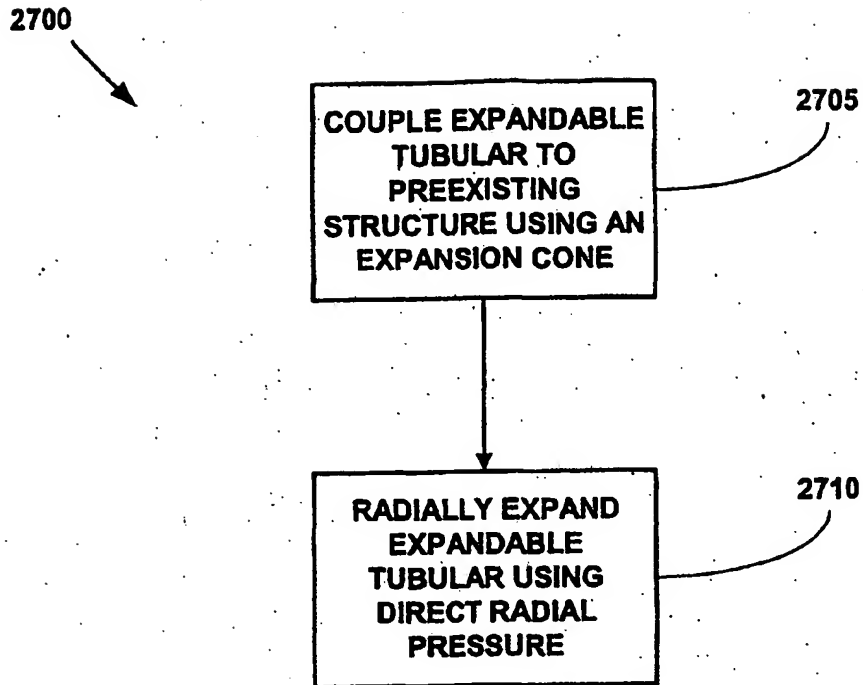 2700
COUPLE EXPANDABLE
TUBULAR TO
PREEXISTING
STRUCTURE USING AN
EXPANSION CONE
2705
RADIALLY EXPAND
EXPANDABLE
TUBULAR USING
DIRECT RADIAL
PRESSURE
2710